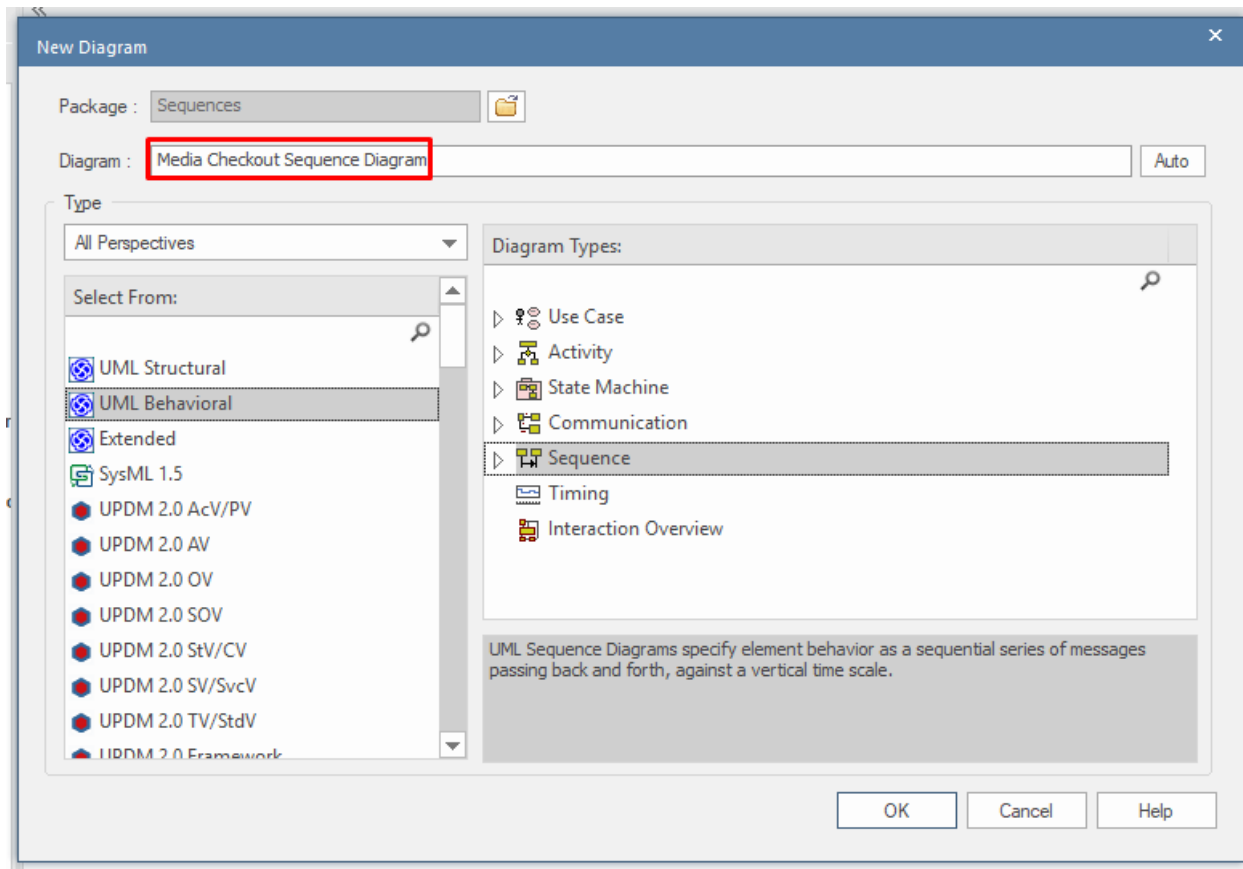 New Diagram
Package : Sequences
Diagram : Media Checkout Sequence Diagram Auto
Type
All Perspectives
Select From:
UML Structural
UML Behavioral
Extended
SysML 1.5
UPDM 2.0 AcV/PV
UPDM 2.0 AV
UPDM 2.0 OV
UPDM 2.0 SOV
UPDM 2.0 StV/CV
UPDM 2.0 SV/SvcV
UPDM 2.0 TV/StdV
UPDM 2.0 Framework
Diagram Types:
Use Case
Activity
State Machine
Communication
Sequence
Timing
Interaction Overview
UML Sequence Diagrams specify element behavior as a sequential series of messages
passing back and forth, against a vertical time scale.
OK Cancel Help